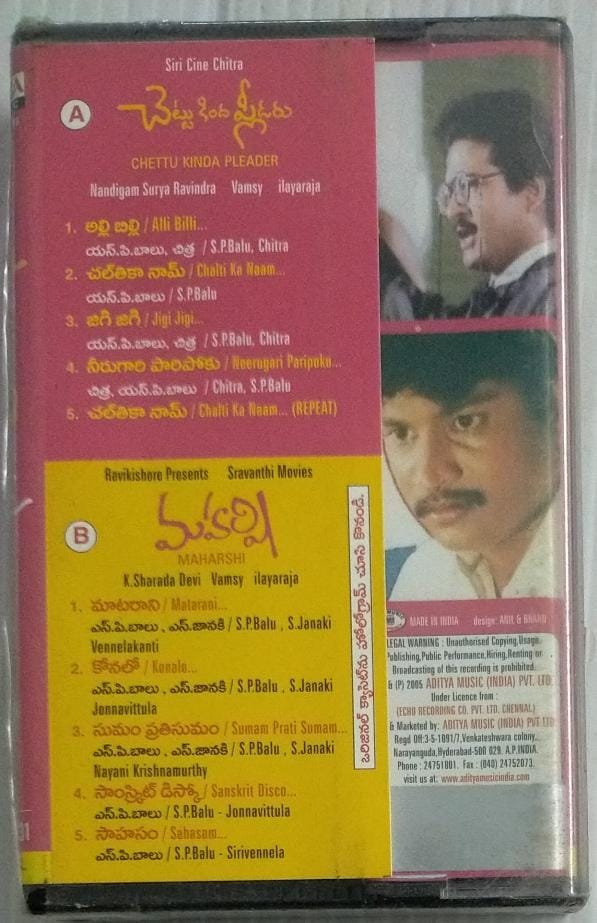 Siri Cine Chitra
A
చెట్టు కింద ప్లీడరు
CHETTU KINDA PLEADER
Nandigam Surya Ravindra Vamsy ilayaraja
1. అల్లి బిల్లి / Alli Billi...
యస్.పి.బాలు, చిత్ర / S.P.Balu, Chitra
2. చల్తికా నామ్ / Chalti Ka Naam...
యస్.పి.బాలు / S.P.Balu
3. జిగి జిగి / Jigi Jigi...
యస్.పి.బాలు, చిత్ర / S.P.Balu, Chitra
4. నీరుగారి పారిపోకు / Neerugari Paripoku...
చిత్ర, యస్.పి.బాలు / Chitra, S.P.Balu
5. చల్తికా నామ్ / Chalti Ka Naam... (REPEAT)
Ravikishore Presents Sravanthi Movies
B
మహర్షి
MAHARSHI
K.Sharada Devi Vamsy ilayaraja
1. మాటరాని / Matarani...
ఎస్.పి.బాలు , ఎస్.జానకి / S.P.Balu , S.Janaki
Vennelakanti
2. కోనలో / Konalo...
ఎస్.పి.బాలు , ఎస్.జానకి / S.P.Balu , S.Janaki
Jonnavittula
3. సుమం ప్రతిసుమం / Sumam Prati Sumam...
ఎస్.పి.బాలు , ఎస్.జానకి / S.P.Balu , S.Janaki
Nayani Krishnamurthy
4. సాంస్క్రిట్ డిస్కో / Sanskrit Disco...
ఎస్.పి.బాలు / S.P.Balu - Jonnavittula
5. సాహసం / Sahasam...
ఎస్.పి.బాలు / S.P.Balu - Sirivennela
ఒరిజినల్ క్యాసెట్‌ను హోలోగ్రామ్ చూసి కొనండి.
MADE IN INDIA design: ANIL & BHANU
LEGAL WARNING : Unauthorised Copying,Usage,
Publishing,Public Performance,Hiring,Renting or
Broadcasting of this recording is prohibited.
& (P) 2005 ADITYA MUSIC (INDIA) PVT. LTD.
Under Licence from :
(ECHO RECORDING CO. PVT. LTD. CHENNAI)
& Marketed by : ADITYA MUSIC (INDIA) PVT LTD
Regd Off:3-5-1091/7,Venkateshwara colony,
Narayanguda,Hyderabad-500 029. A.P.INDIA.
Phone : 24751801. Fax : (040) 24752073.
visit us at: www.adityamusicindia.com